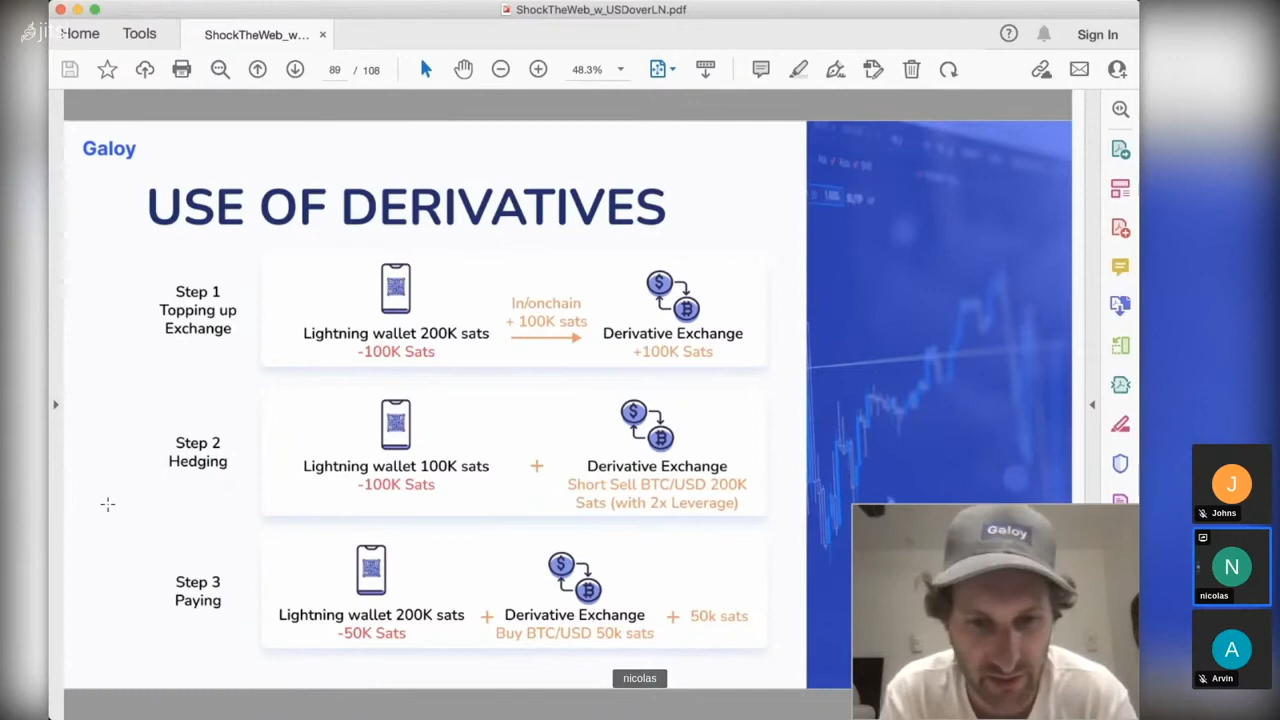 ShockTheWeb_w_USDoverLN.pdf
Home
Tools
ShockTheWeb_w...
Sign In
89 / 108
48.3%
Galoy
USE OF DERIVATIVES
Step 1
Topping up
Exchange
Lightning wallet 200K sats
-100K Sats
In/onchain
+ 100K sats
Derivative Exchange
+100K Sats
Step 2
Hedging
Lightning wallet 100K sats
-100K Sats
+
Derivative Exchange
Short Sell BTC/USD 200K
Sats (with 2x Leverage)
Step 3
Paying
Lightning wallet 200K sats
-50K Sats
+
Derivative Exchange
Buy BTC/USD 50k sats
+ 50k sats
nicolas
Galoy
J
Johns
N
nicolas
A
Arvin